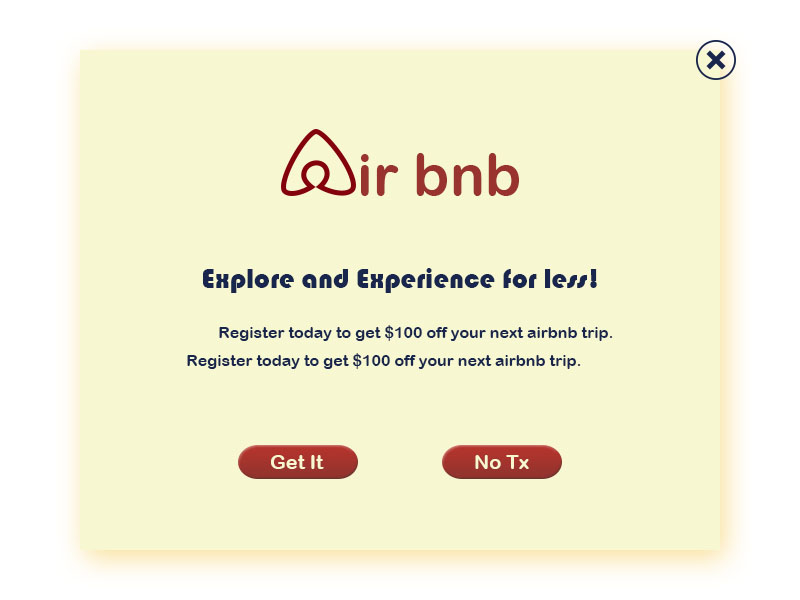 Air bnb
Explore and Experience for less!
Register today to get $100 off your next airbnb trip.
Register today to get $100 off your next airbnb trip.
Get It
No Tx